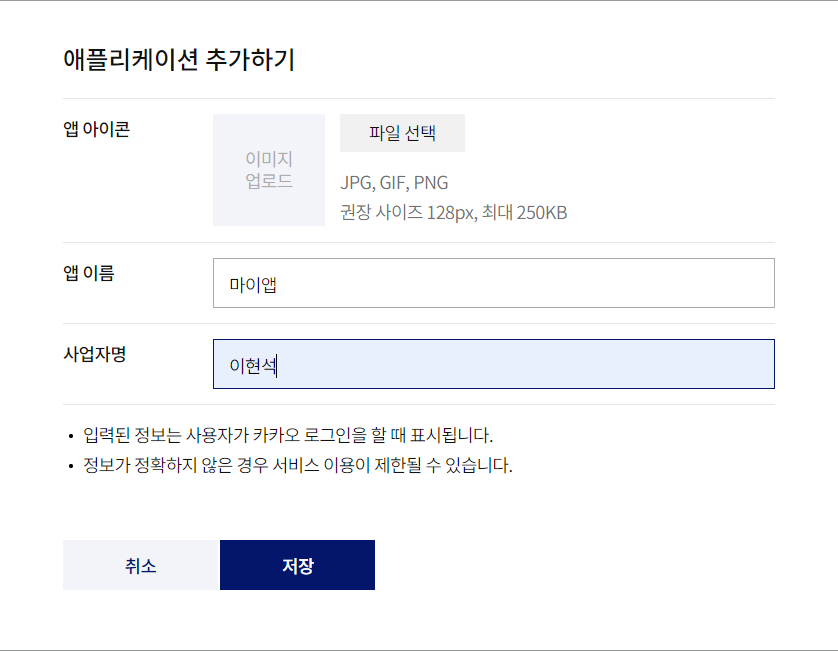 애플리케이션 추가하기
앱 아이콘
이미지
업로드
파일 선택
JPG, GIF, PNG
권장 사이즈 128px, 최대 250KB
앱 이름
마이앱
사업자명
이현석
• 입력된 정보는 사용자가 카카오 로그인을 할 때 표시됩니다.
• 정보가 정확하지 않은 경우 서비스 이용이 제한될 수 있습니다.
취소
저장